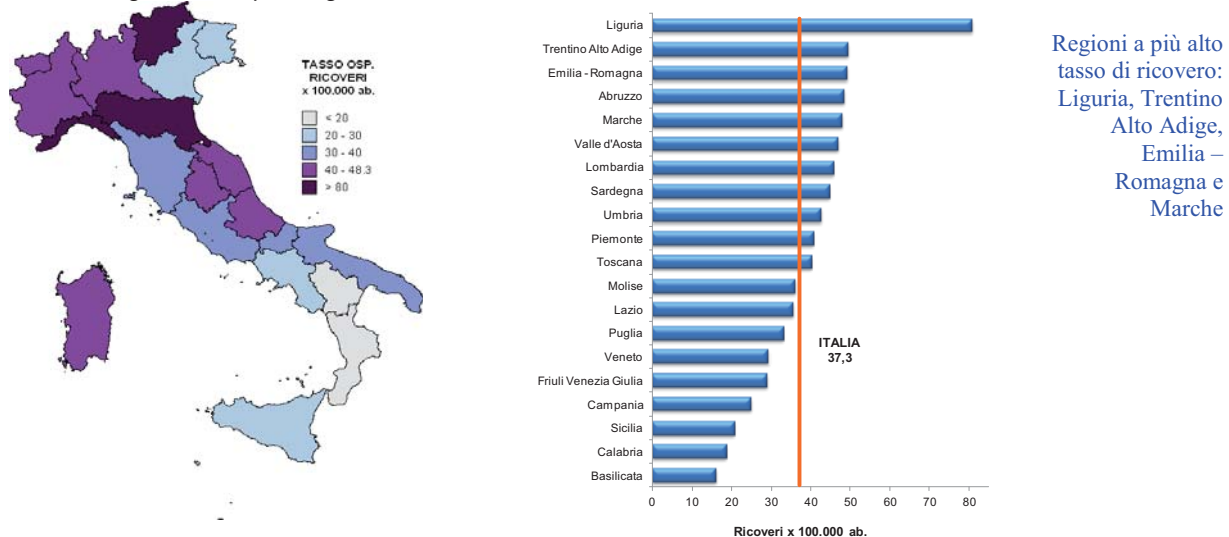 TASSO OSP.
RICOVERI
x 100.000 ab.
< 20
20 - 30
30 - 40
40 - 48.3
> 80
Liguria
Trentino Alto Adige
Emilia - Romagna
Abruzzo
Marche
Valle d'Aosta
Lombardia
Sardegna
Umbria
Piemonte
Toscana
Molise
Lazio
Puglia
Veneto
Friuli Venezia Giulia
Campania
Sicilia
Calabria
Basilicata
ITALIA
37,3
0 10 20 30 40 50 60 70 80
Ricoveri x 100.000 ab.
Regioni a più alto
tasso di ricovero:
Liguria, Trentino
Alto Adige,
Emilia –
Romagna e
Marche